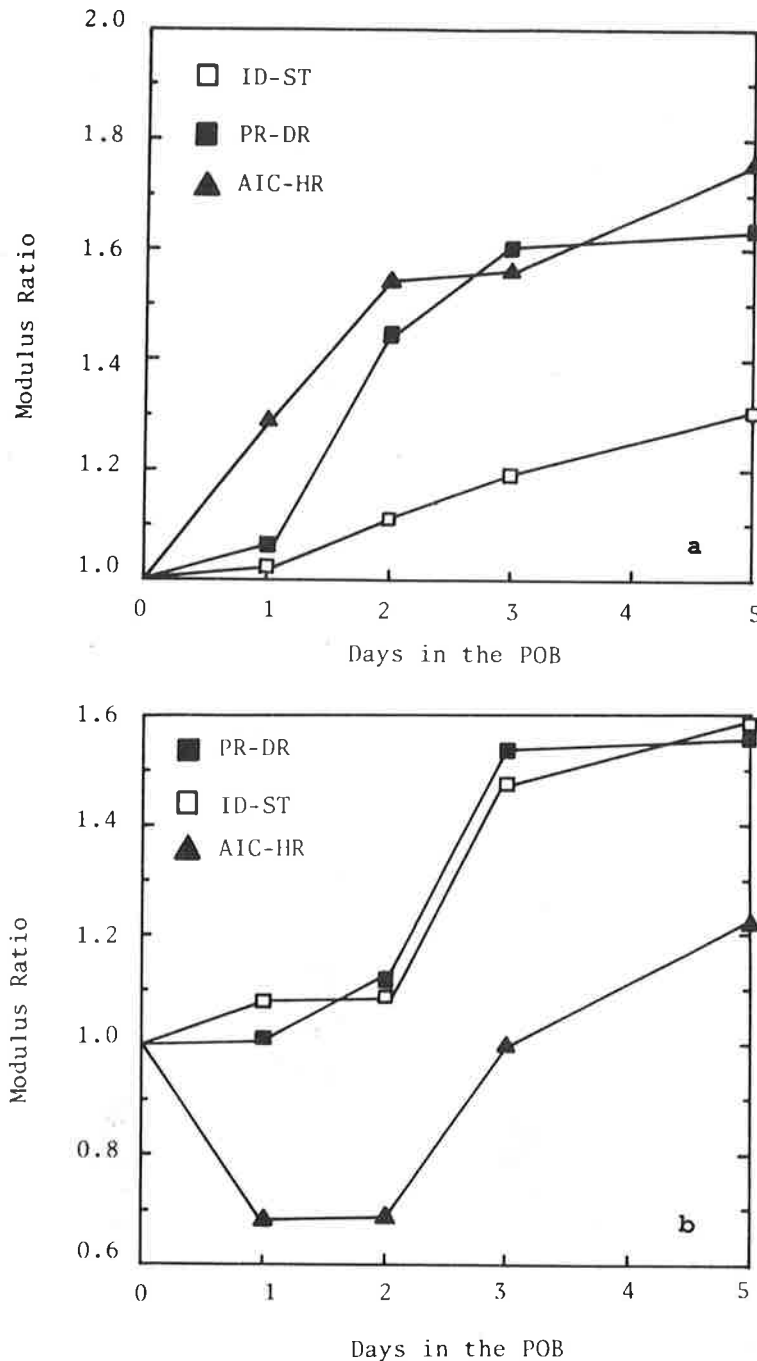 2.0
ID-ST
1.8
PR-DR
AIC-HR
1.6
Modulus Ratio
1.4
1.2
a
1.0
0 1 2 3 4 5
Days in the POB
1.6
PR-DR
ID-ST
1.4
AIC-HR
1.2
Modulus Ratio
1.0
0.8
b
0.6
0 1 2 3 4 5
Days in the POB